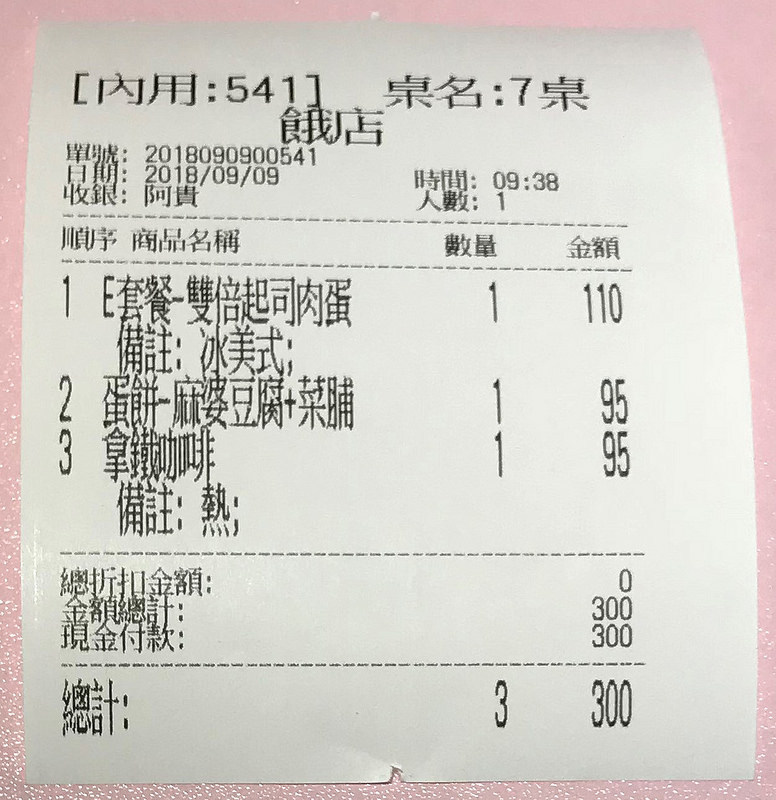 [內用:541] 桌名:7桌
餓店
單號: 2018090900541
日期: 2018/09/09 時間: 09:38
收銀: 阿貴 人數: 1
順序 商品名稱 數量 金額
1 E套餐-雙倍起司肉蛋 1 110
備註: 冰美式;
2 蛋餅-麻婆豆腐+菜脯 1 95
3 拿鐵咖啡 1 95
備註: 熱;
總折扣金額: 0
金額總計: 300
現金付款: 300
總計: 3 300